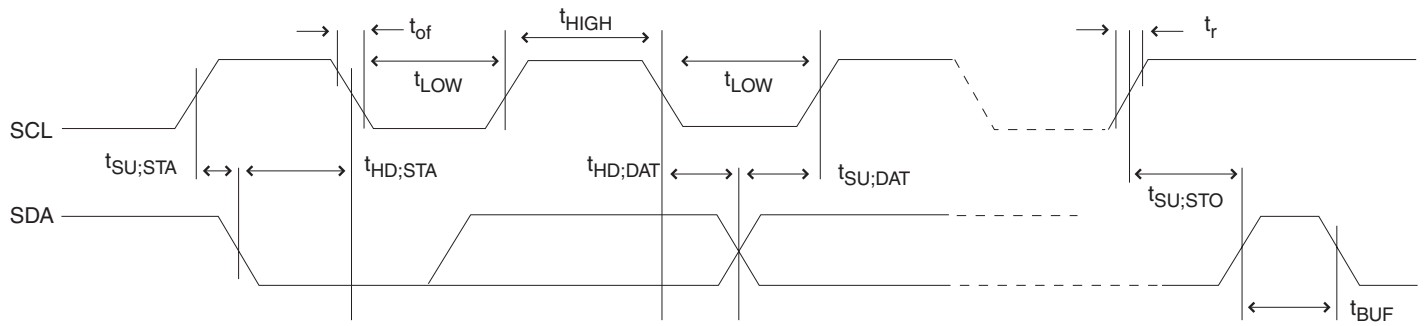 t_of
t_HIGH
t_r
t_LOW
t_LOW
SCL
t_SU;STA
t_HD;STA
t_HD;DAT
t_SU;DAT
t_SU;STO
SDA
t_BUF